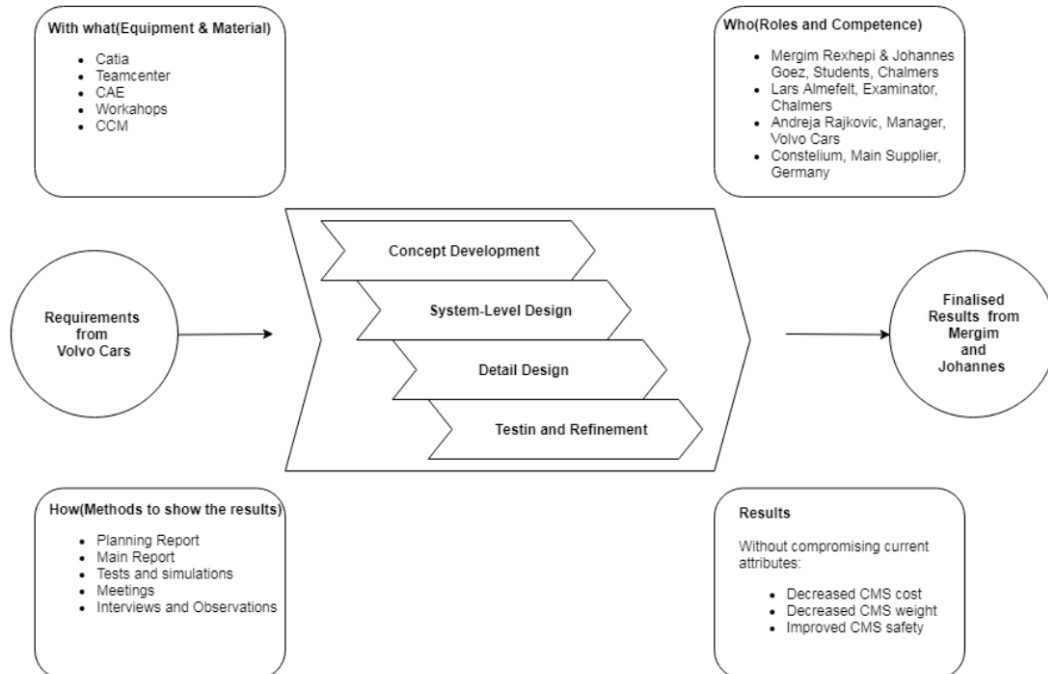 With what(Equipment & Material)
Catia
Teamcenter
CAE
Workahops
CCM
Who(Roles and Competence)
Mergim Rexhepi & Johannes
Goez, Students, Chalmers
Lars Almefelt, Examinator,
Chalmers
Andreja Rajkovic, Manager,
Volvo Cars
Constelium, Main Supplier,
Germany
Requirements
from
Volvo Cars
Concept Development
System-Level Design
Detail Design
Testin and Refinement
Finalised
Results from
Mergim
and
Johannes
How(Methods to show the results)
Planning Report
Main Report
Tests and simulations
Meetings
Interviews and Observations
Results
Without compromising current
attributes:
Decreased CMS cost
Decreased CMS weight
Improved CMS safety